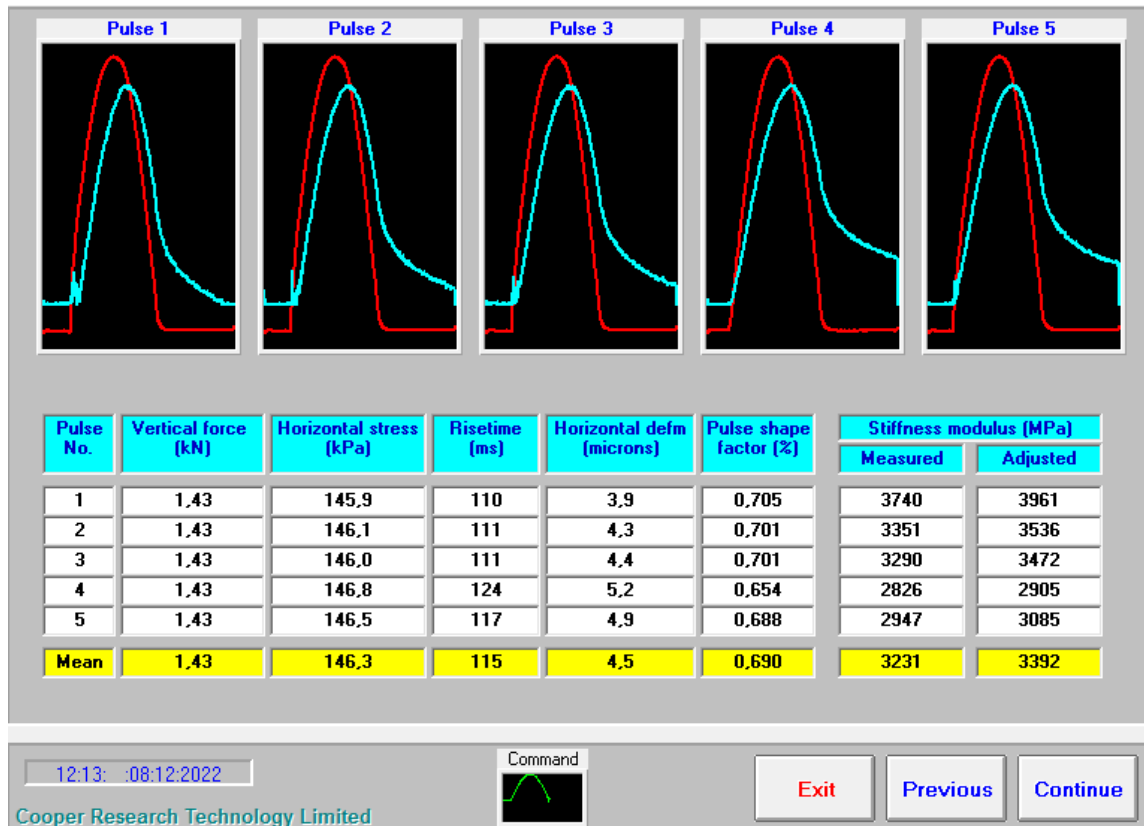 Pulse 1 Pulse 2 Pulse 3 Pulse 4 Pulse 5
Pulse No. Vertical force (kN) Horizontal stress (kPa) Risetime (ms) Horizontal defm (microns) Pulse shape factor (%) Stiffness modulus (MPa)
Measured Adjusted
1 1,43 145,9 110 3,9 0,705 3740 3961
2 1,43 146,1 111 4,3 0,701 3351 3536
3 1,43 146,0 111 4,4 0,701 3290 3472
4 1,43 146,8 124 5,2 0,654 2826 2905
5 1,43 146,5 117 4,9 0,688 2947 3085
Mean 1,43 146,3 115 4,5 0,690 3231 3392
Command
12:13: :08:12:2022
Exit Previous Continue
Cooper Research Technology Limited